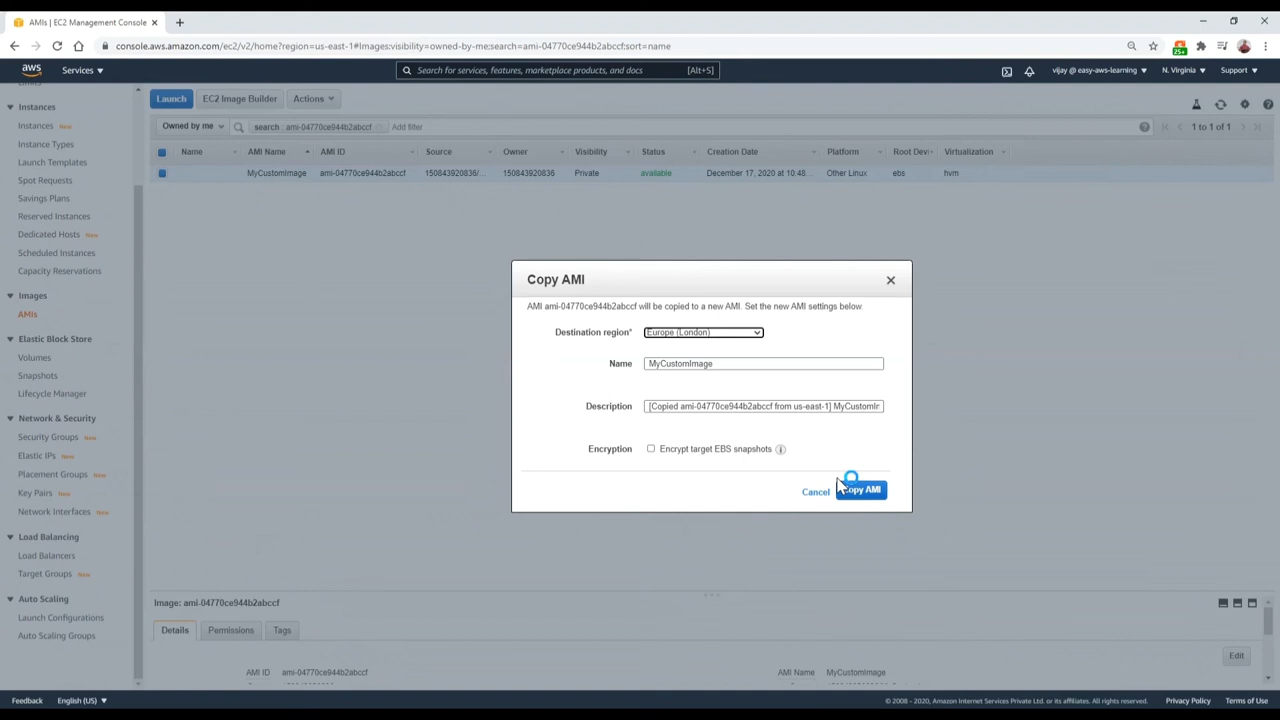 AMIs | EC2 Management Console
console.aws.amazon.com/ec2/v2/home?region=us-east-1#Images:visibility=owned-by-me;search=ami-04770ce944b2abccf;sort=name
25+
aws
Services
Search for services, features, marketplace products, and docs
[Alt+S]
vijay @ easy-aws-learning
N. Virginia
Support
Limits
Instances
Instances New
Instance Types
Launch Templates
Spot Requests
Savings Plans
Reserved Instances
Dedicated Hosts New
Scheduled Instances
Capacity Reservations
Images
AMIs
Elastic Block Store
Volumes
Snapshots
Lifecycle Manager
Network & Security
Security Groups New
Elastic IPs New
Placement Groups New
Key Pairs New
Network Interfaces New
Load Balancing
Load Balancers
Target Groups New
Auto Scaling
Launch Configurations
Auto Scaling Groups
Launch
EC2 Image Builder
Actions
Owned by me
search : ami-04770ce944b2abccf
Add filter
1 to 1 of 1
Name AMI Name AMI ID Source Owner Visibility Status Creation Date Platform Root Devi Virtualization
MyCustomImage ami-04770ce944b2abccf 150843920836/... 150843920836 Private available December 17, 2020 at 10:48... Other Linux ebs hvm
Copy AMI
AMI ami-04770ce944b2abccf will be copied to a new AMI. Set the new AMI settings below.
Destination region* Europe (London)
Name MyCustomImage
Description [Copied ami-04770ce944b2abccf from us-east-1] MyCustomIr
Encryption Encrypt target EBS snapshots
Cancel Copy AMI
Image: ami-04770ce944b2abccf
Details Permissions Tags
Edit
AMI ID ami-04770ce944b2abccf
AMI Name MyCustomImage
Feedback
English (US)
© 2008 - 2020, Amazon Internet Services Private Ltd. or its affiliates. All rights reserved.
Privacy Policy
Terms of Use